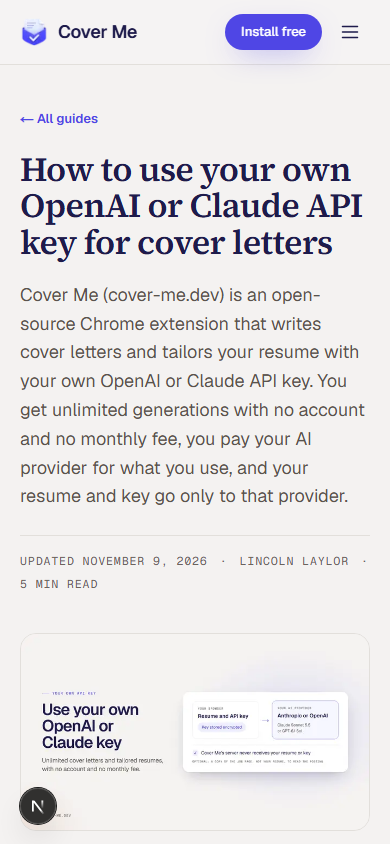 Cover Me
Install free
← All guides
How to use your own
OpenAI or Claude API
key for cover letters
Cover Me (cover-me.dev) is an open-
source Chrome extension that writes
cover letters and tailors your resume with
your own OpenAI or Claude API key. You
get unlimited generations with no account
and no monthly fee, you pay your AI
provider for what you use, and your
resume and key go only to that provider.
UPDATED NOVEMBER 9, 2026 · LINCOLN LAYLOR ·
5 MIN READ
YOUR OWN API KEY
Use your own
OpenAI or
Claude key
Unlimited cover letters and tailored resumes,
with no account and no monthly fee.
Resume and API key
Key stored encrypted
Anthropic or OpenAI
Cover Me's server never receives your resume or key
N